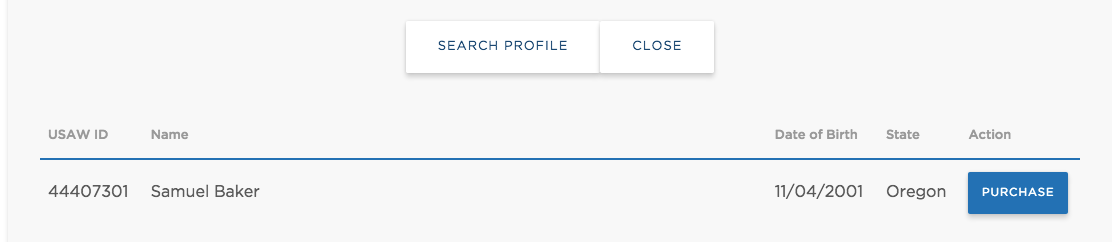 SEARCH PROFILE CLOSE
USAW ID Name Date of Birth State Action
44407301 Samuel Baker 11/04/2001 Oregon PURCHASE